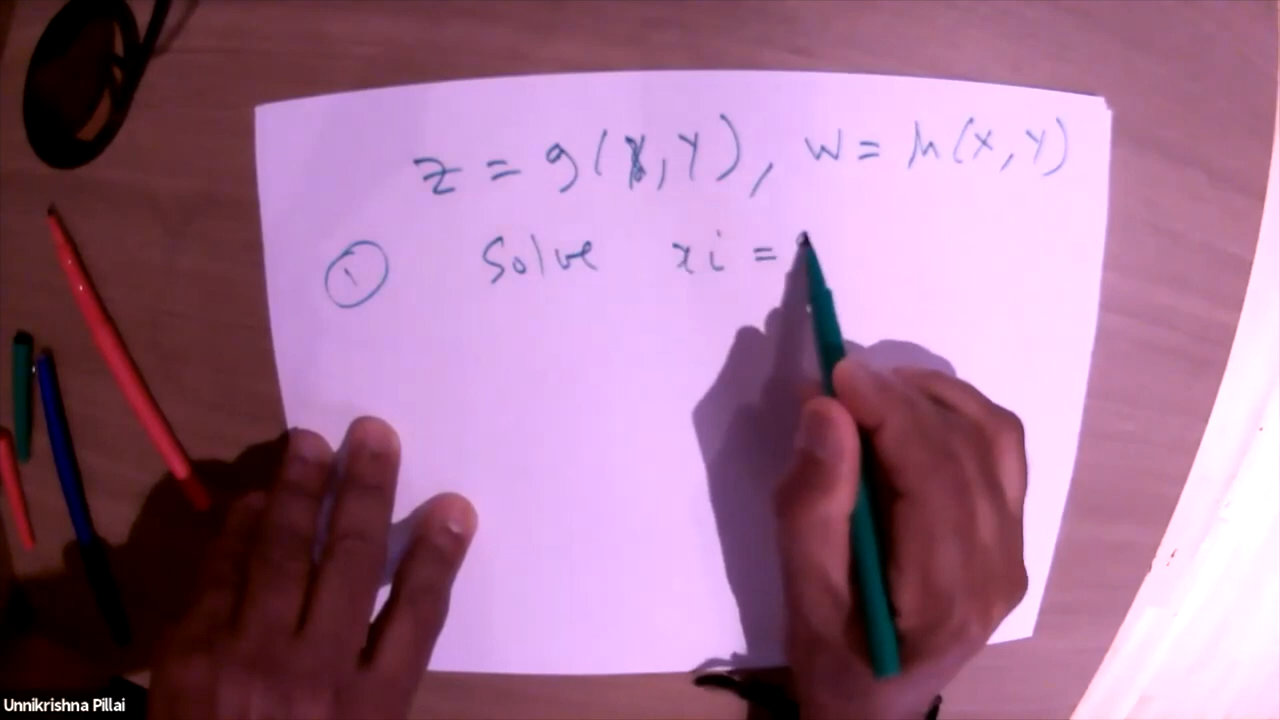 z = g(X, Y), W = h(X, Y)
① Solve xi =
Unnikrishna Pillai